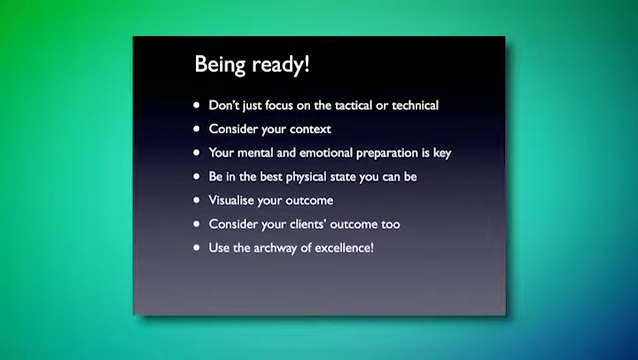 Being ready!
Don't just focus on the tactical or technical
Consider your context
Your mental and emotional preparation is key
Be in the best physical state you can be
Visualise your outcome
Consider your clients' outcome too
Use the archway of excellence!